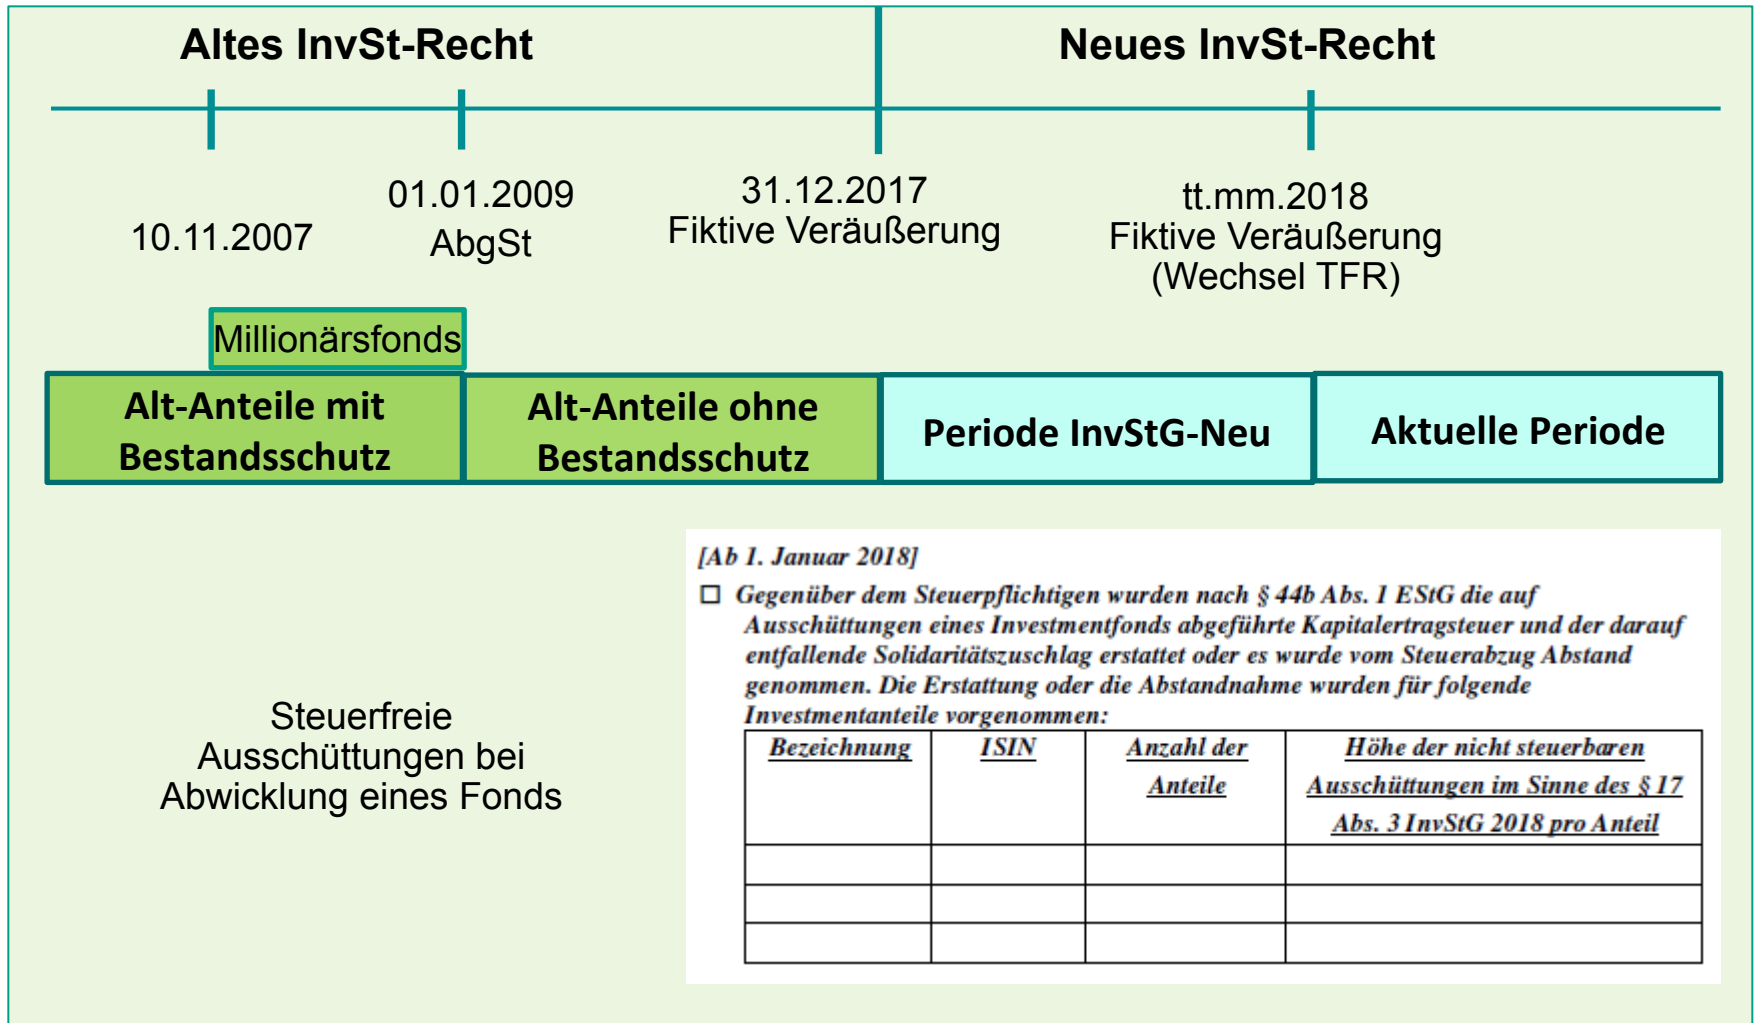 Altes InvSt-Recht
Neues InvSt-Recht
10.11.2007
01.01.2009
AbgSt
31.12.2017
Fiktive Veräußerung
tt.mm.2018
Fiktive Veräußerung
(Wechsel TFR)
Millionärsfonds
Alt-Anteile mit
Bestandsschutz
Alt-Anteile ohne
Bestandsschutz
Periode InvStG-Neu
Aktuelle Periode
Steuerfreie
Ausschüttungen bei
Abwicklung eines Fonds
[Ab 1. Januar 2018]
☐ Gegenüber dem Steuerpflichtigen wurden nach § 44b Abs. 1 EStG die auf
Ausschüttungen eines Investmentfonds abgeführte Kapitalertragsteuer und der darauf
entfallende Solidaritätszuschlag erstattet oder es wurde vom Steuerabzug Abstand
genommen. Die Erstattung oder die Abstandnahme wurden für folgende
Investmentanteile vorgenommen:
Bezeichnung
ISIN
Anzahl der
Anteile
Höhe der nicht steuerbaren
Ausschüttungen im Sinne des § 17
Abs. 3 InvStG 2018 pro Anteil